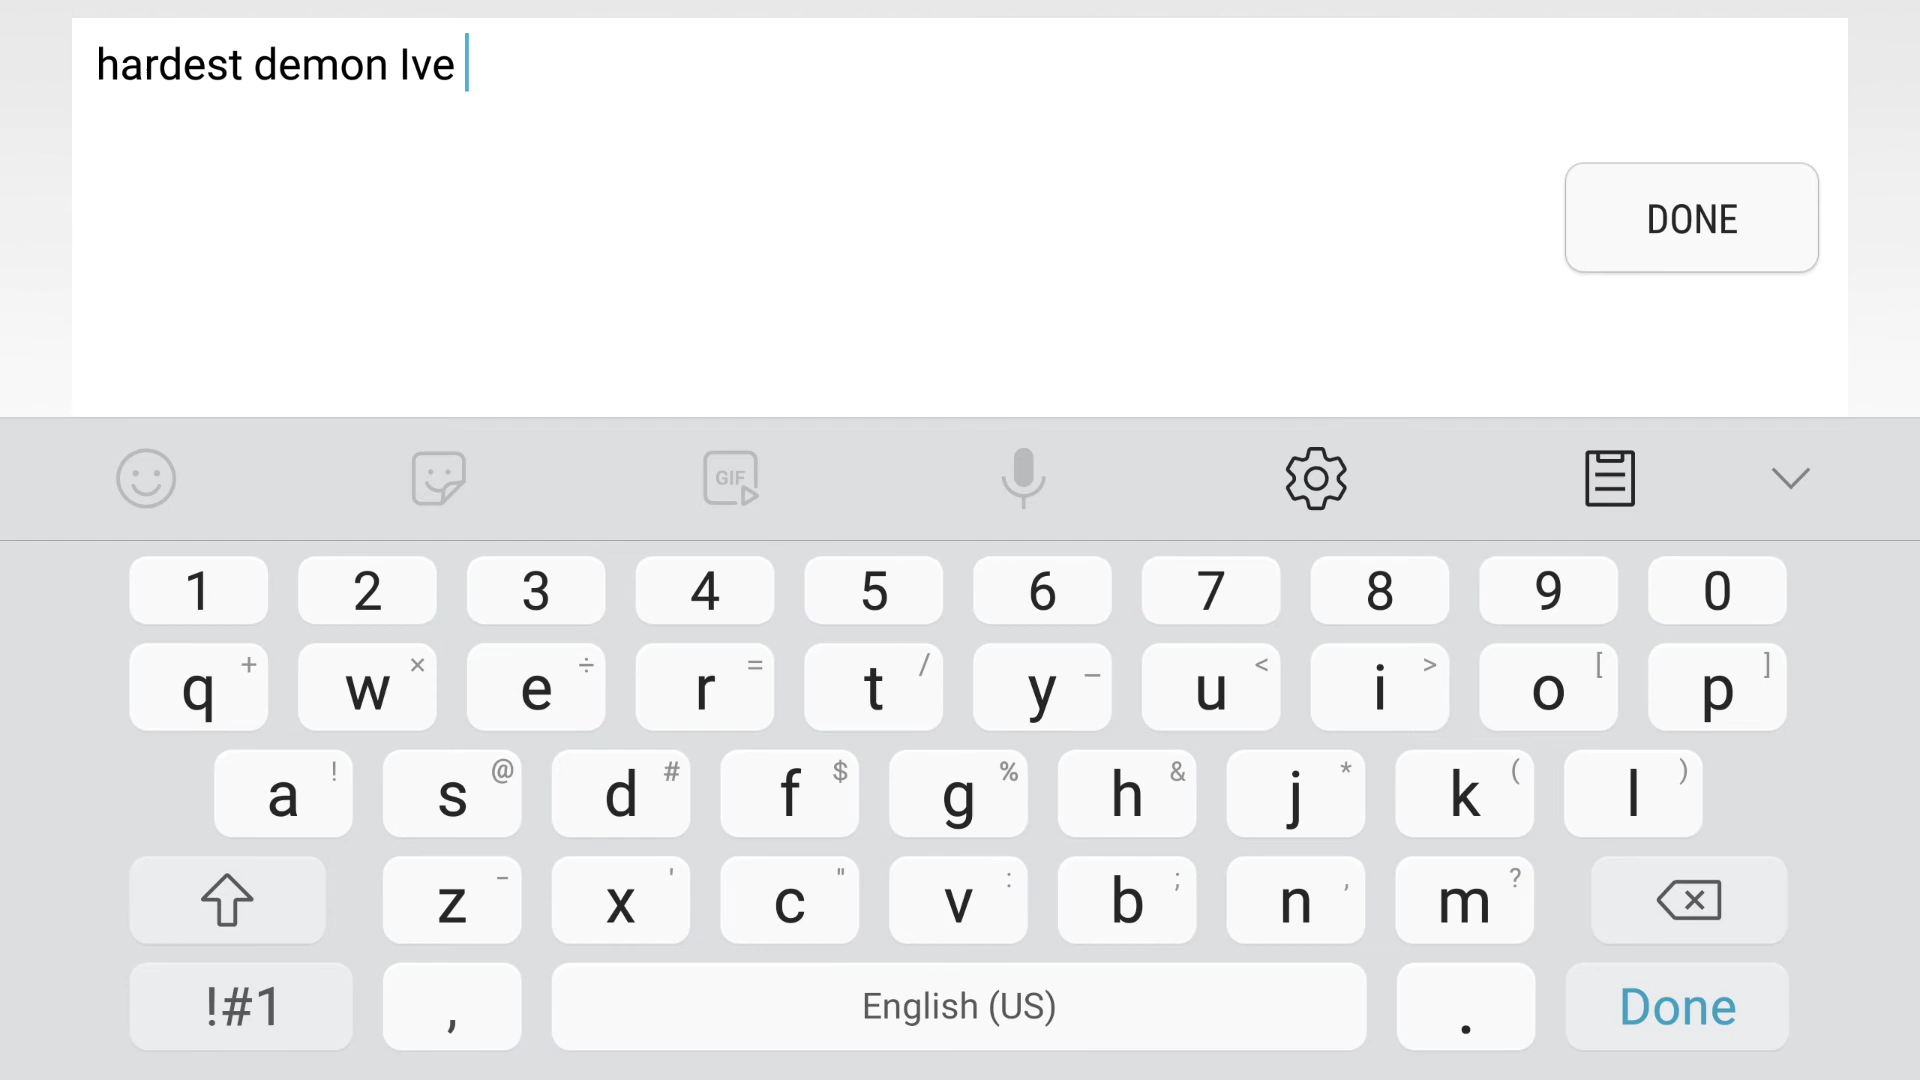 hardest demon Ive
DONE
GIF
1 2 3 4 5 6 7 8 9 0
q + w × e ÷ r = t / y _ u < i > o [ p ]
a ! s @ d # f $ g % h & j * k ( l )
z - x ' c " v : b ; n , m ?
!#1 , English (US) . Done